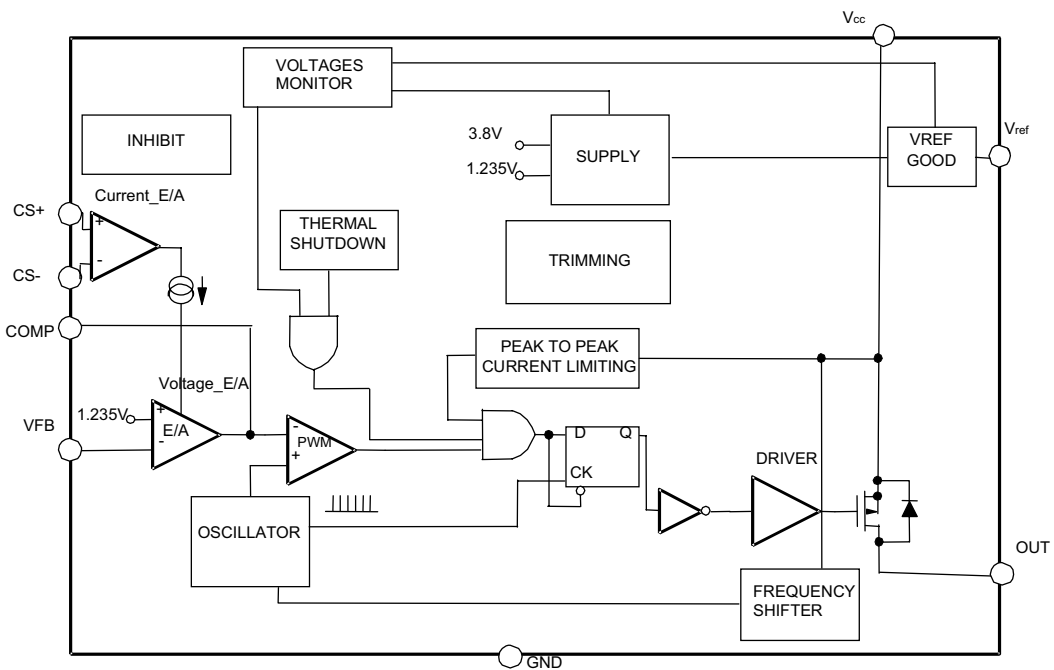 Vcc
VOLTAGES
MONITOR
INHIBIT
3.8V
1.235V
SUPPLY
VREF
GOOD
Vref
Current_E/A
CS+
+
-
CS-
THERMAL
SHUTDOWN
TRIMMING
COMP
PEAK TO PEAK
CURRENT LIMITING
Voltage_E/A
1.235V
+
E/A
-
VFB
-
PWM
+
D
Q
CK
DRIVER
OSCILLATOR
OUT
FREQUENCY
SHIFTER
GND